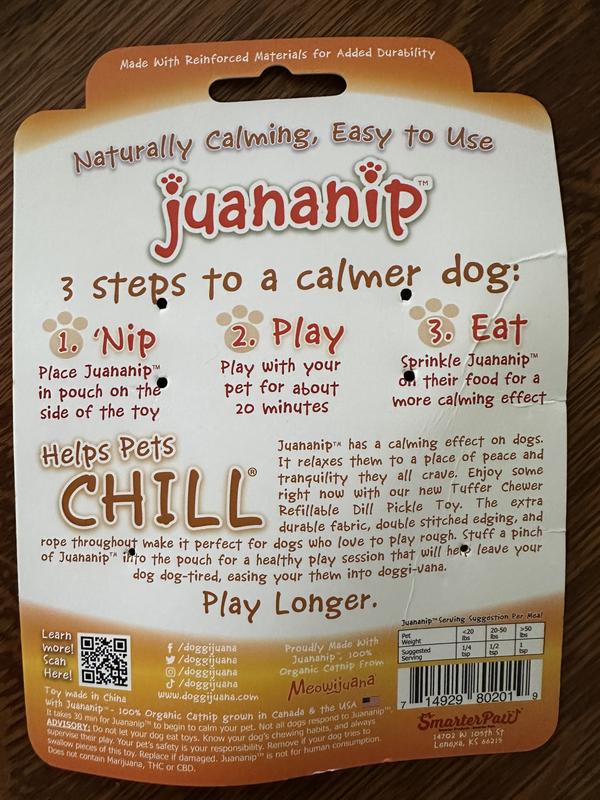 Made With Reinforced Materials for Added Durability
Naturally Calming, Easy to Use
juananip™
3 steps to a calmer dog:
1. 'Nip
Place Juananip™
in pouch on the
side of the toy
2. Play
Play with your
pet for about
20 minutes
3. Eat
Sprinkle Juananip™
on their food for a
more calming effect
Helps Pets
CHILL®
Juananip™ has a calming effect on dogs.
It relaxes them to a place of peace and
tranquility they all crave. Enjoy some
right now with our new Tuffer Chewer
Refillable Dill Pickle Toy. The extra
durable fabric, double stitched edging, and
rope throughout make it perfect for dogs who love to play rough. Stuff a pinch
of Juananip™ into the pouch for a healthy play session that will help leave your
dog dog-tired, easing your them into doggi-vana.
Play Longer.
Learn
more!
Scan
Here!
/doggijuana
/doggijuana
/doggijuana
/doggijuana
www.doggijuana.com
Proudly Made With
Juananip™, 100%
Organic Catnip from
Meowijuana™
Juananip™ Serving Suggestion Per Meal
Pet Weight <20 lbs 20-50 lbs >50 lbs
Suggested Serving 1/4 tsp 1/2 tsp 1 tsp
7 14929 80201 9
SmarterPaw
14702 W 105th St
Lenexa, KS 66215
Toy made in China
with Juananip™- 100% Organic Catnip grown in Canada & the USA
It takes 30 min for Juananip™ to begin to calm your pet. Not all dogs respond to Juananip™.
ADVISORY: Do not let your dog eat toys. Know your dog's chewing habits, and always
supervise their play. Your pet's safety is your responsibility. Remove if your dog tries to
swallow pieces of this toy. Replace if damaged. Juananip™ is not for human consumption.
Does not contain Marijuana, THC or CBD.